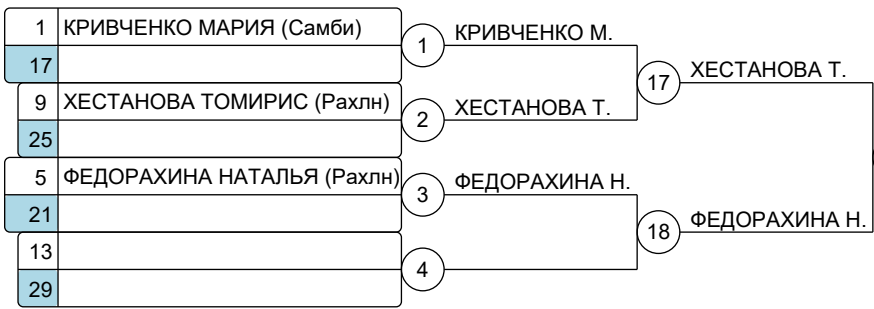 1 КРИВЧЕНКО МАРИЯ (Самби)
17
9 ХЕСТАНОВА ТОМИРИС (Рахлн)
25
5 ФЕДОРАХИНА НАТАЛЬЯ (Рахлн)
21
13
29
1 КРИВЧЕНКО М.
2 ХЕСТАНОВА Т.
3 ФЕДОРАХИНА Н.
4
17 ХЕСТАНОВА Т.
18 ФЕДОРАХИНА Н.